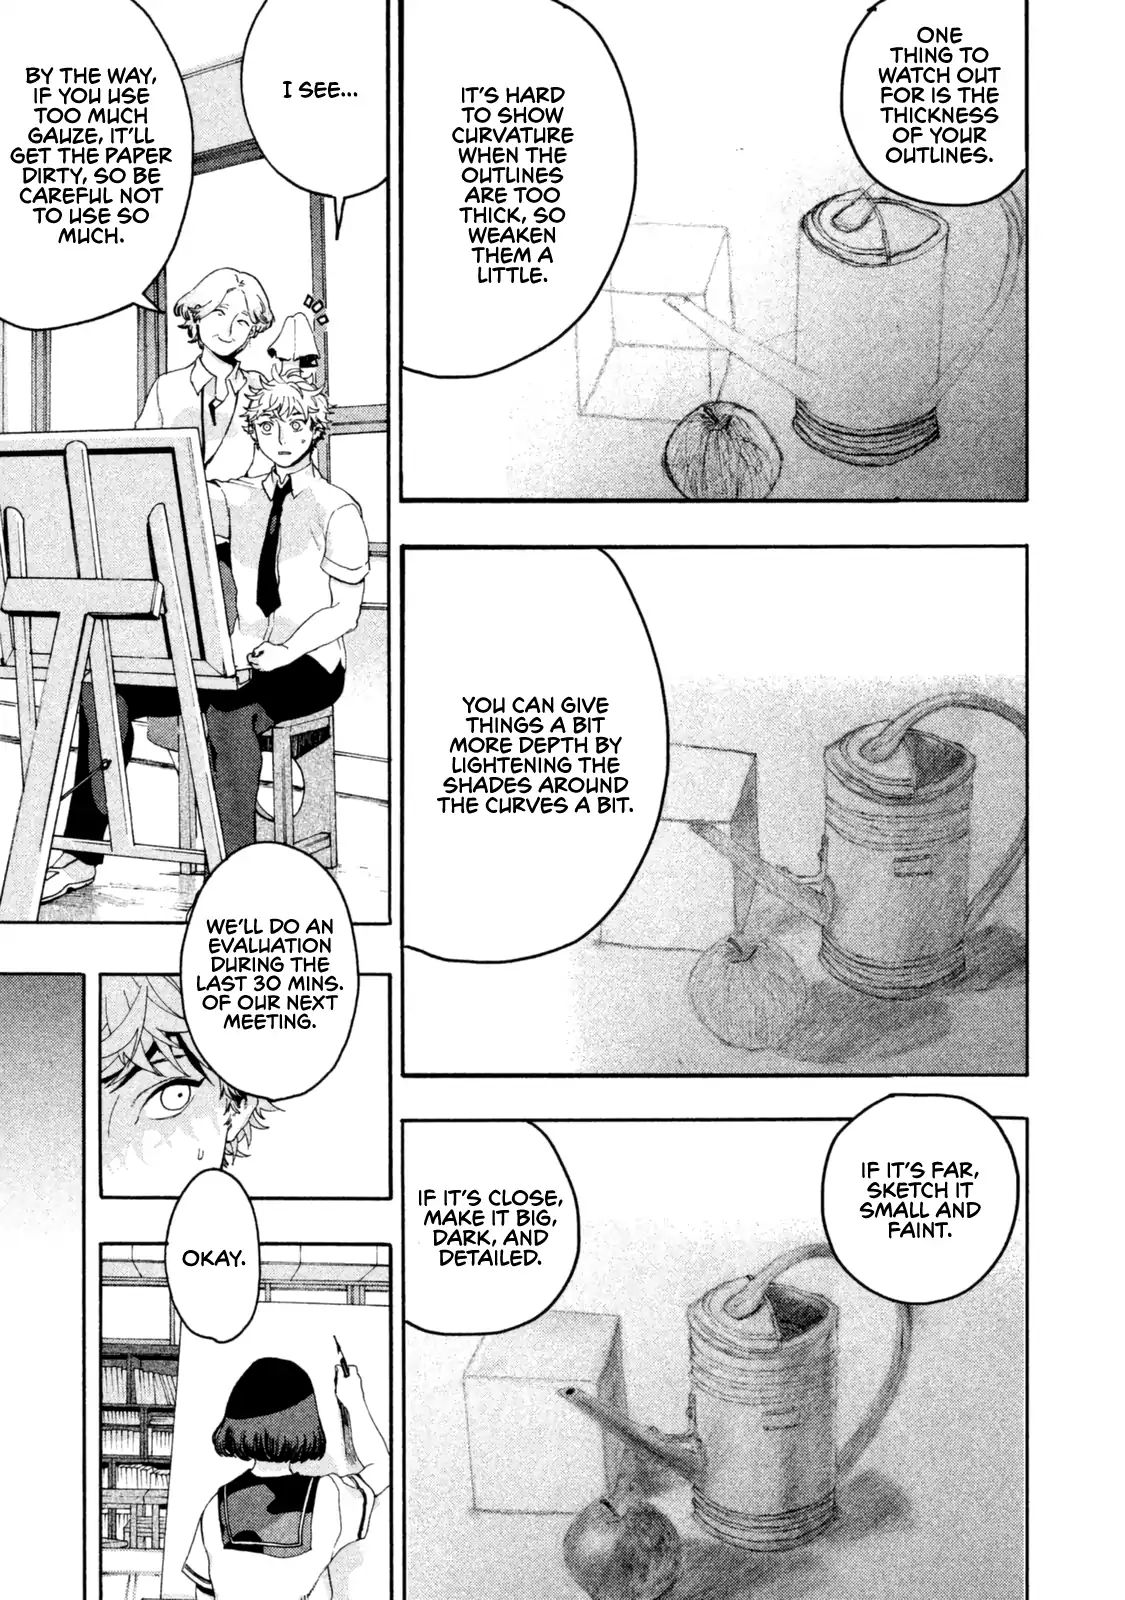 ONE
THING TO
WATCH OUT
FOR IS THE
THICKNESS
OF YOUR
OUTLINES.
IT'S HARD
TO SHOW
CURVATURE
WHEN THE
OUTLINES
ARE TOO
THICK, SO
WEAKEN
THEM A
LITTLE.
YOU CAN GIVE
THINGS A BIT
MORE DEPTH BY
LIGHTENING THE
SHADES AROUND
THE CURVES A BIT.
IF IT'S FAR,
SKETCH IT
SMALL AND
FAINT.
IF IT'S CLOSE,
MAKE IT BIG,
DARK, AND
DETAILED.
I SEE...
BY THE WAY,
IF YOU USE
TOO MUCH
GAUZE, IT'LL
GET THE PAPER
DIRTY, SO BE
CAREFUL NOT
TO USE SO
MUCH.
WE'LL DO AN
EVALUATION
DURING THE
LAST 30 MINS.
OF OUR NEXT
MEETING.
OKAY.